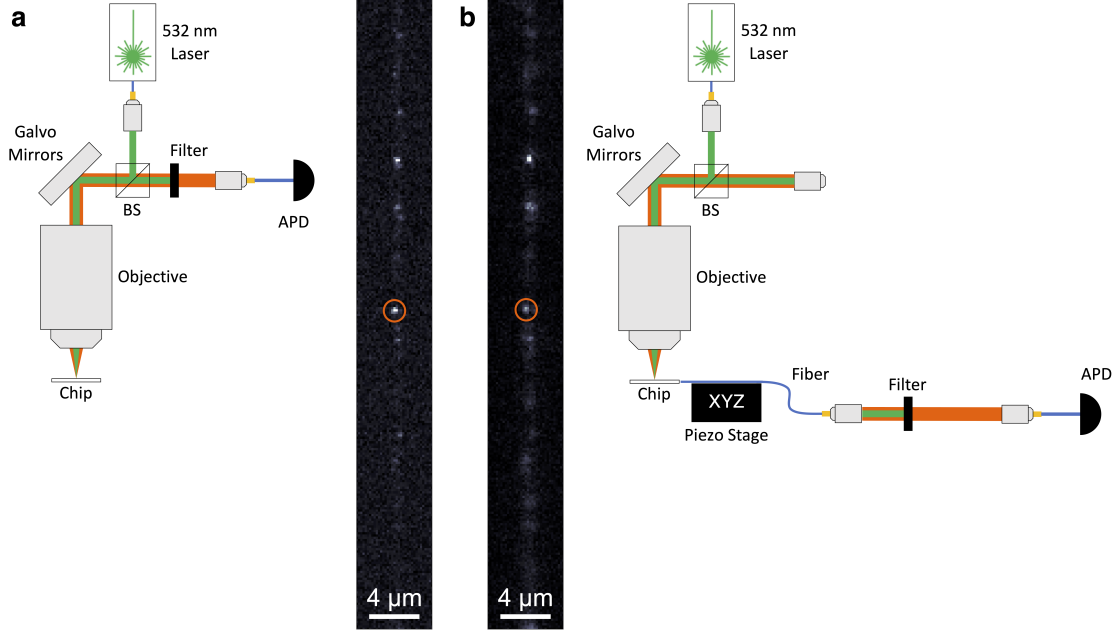 a
532 nm
Laser
Galvo
Mirrors
Filter
BS
APD
Objective
Chip
4 μm
b
4 μm
532 nm
Laser
Galvo
Mirrors
BS
Objective
Chip
XYZ
Piezo Stage
Fiber
Filter
APD